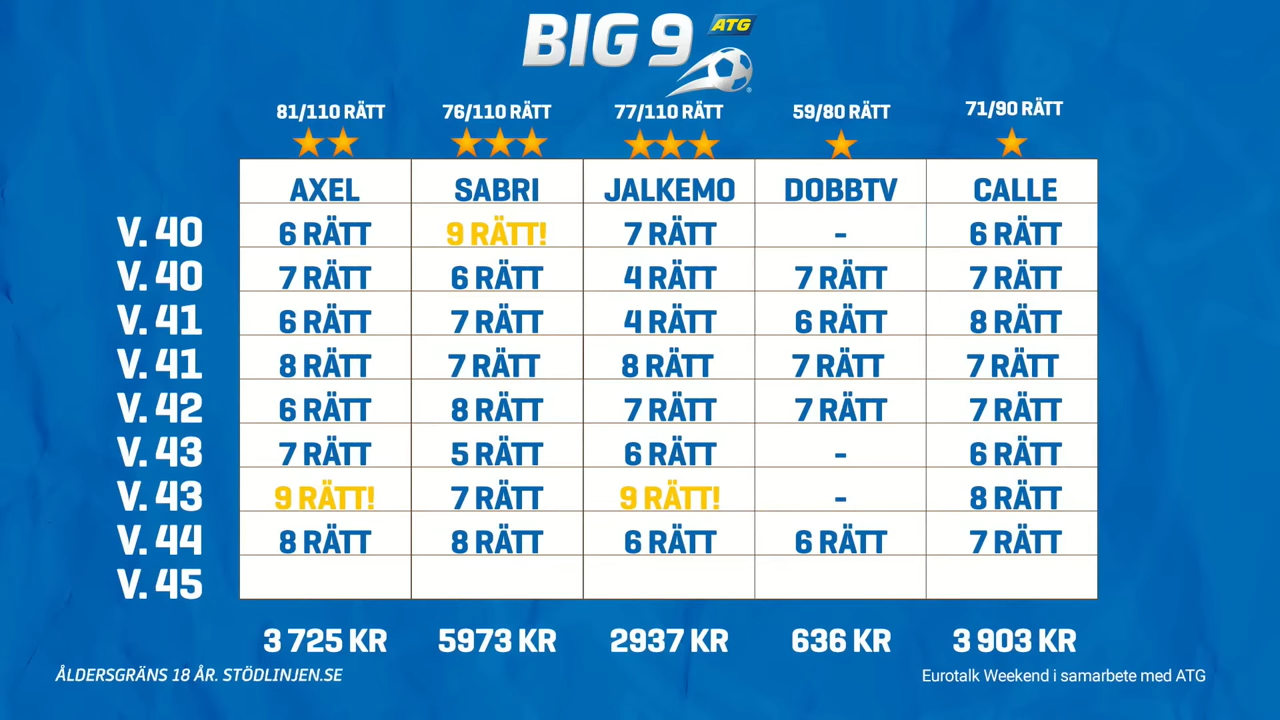 BIG 9 ATG
81/110 RÄTT 76/110 RÄTT 77/110 RÄTT 59/80 RÄTT 71/90 RÄTT
AXEL SABRI JALKEMO DOBBTV CALLE
V. 40 6 RÄTT 9 RÄTT! 7 RÄTT - 6 RÄTT
V. 40 7 RÄTT 6 RÄTT 4 RÄTT 7 RÄTT 7 RÄTT
V. 41 6 RÄTT 7 RÄTT 4 RÄTT 6 RÄTT 8 RÄTT
V. 41 8 RÄTT 7 RÄTT 8 RÄTT 7 RÄTT 7 RÄTT
V. 42 6 RÄTT 8 RÄTT 7 RÄTT 7 RÄTT 7 RÄTT
V. 43 7 RÄTT 5 RÄTT 6 RÄTT - 6 RÄTT
V. 43 9 RÄTT! 7 RÄTT 9 RÄTT! - 8 RÄTT
V. 44 8 RÄTT 8 RÄTT 6 RÄTT 6 RÄTT 7 RÄTT
V. 45
3 725 KR 5973 KR 2937 KR 636 KR 3 903 KR
ÅLDERSGRÄNS 18 ÅR. STÖDLINJEN.SE Eurotalk Weekend i samarbete med ATG